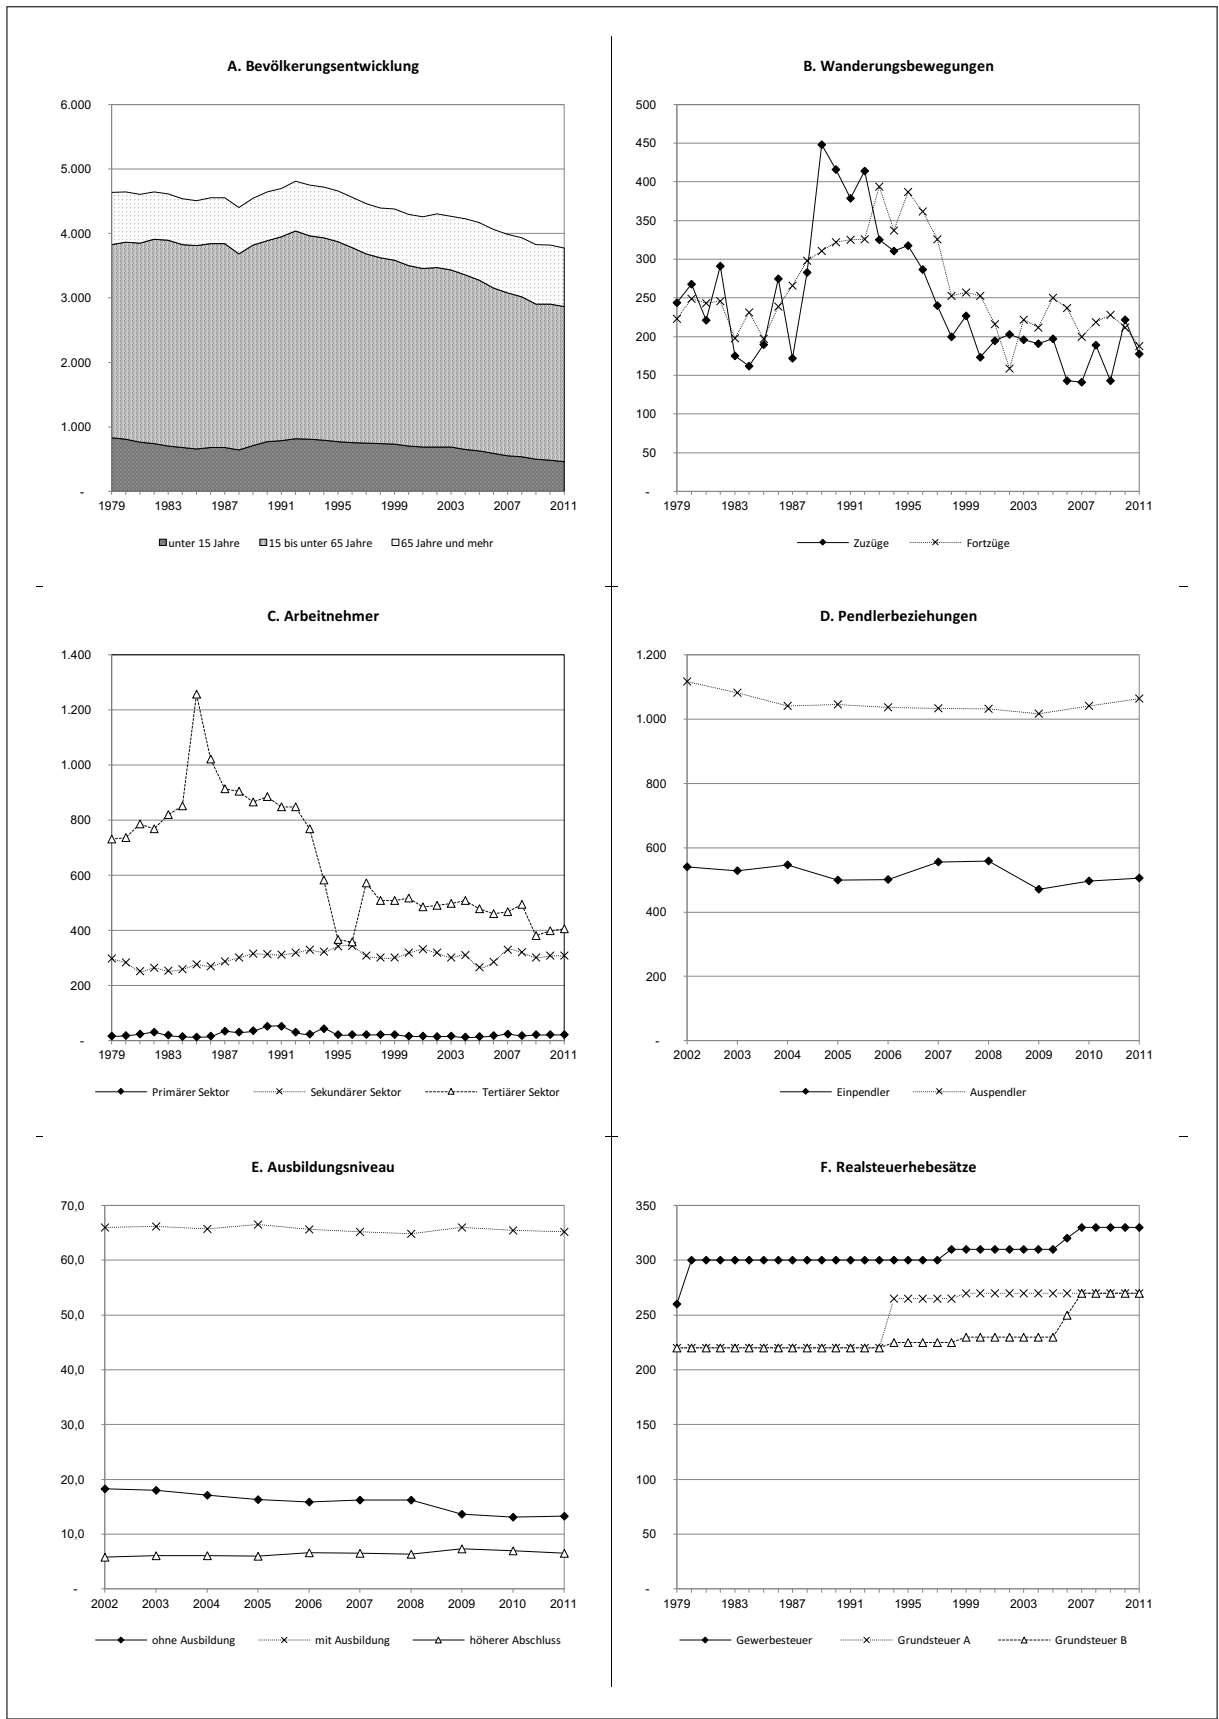 A. Bevölkerungsentwicklung
6.000
5.000
4.000
3.000
2.000
1.000
-
1979 1983 1987 1991 1995 1999 2003 2007 2011
unter 15 Jahre 15 bis unter 65 Jahre 65 Jahre und mehr
B. Wanderungsbewegungen
500
450
400
350
300
250
200
150
100
50
-
1979 1983 1987 1991 1995 1999 2003 2007 2011
Zuzüge Fortzüge
C. Arbeitnehmer
1.400
1.200
1.000
800
600
400
200
-
1979 1983 1987 1991 1995 1999 2003 2007 2011
Primärer Sektor Sekundärer Sektor Tertiärer Sektor
D. Pendlerbeziehungen
1.200
1.000
800
600
400
200
-
2002 2003 2004 2005 2006 2007 2008 2009 2010 2011
Einpendler Auspendler
E. Ausbildungsniveau
70,0
60,0
50,0
40,0
30,0
20,0
10,0
-
2002 2003 2004 2005 2006 2007 2008 2009 2010 2011
ohne Ausbildung mit Ausbildung höherer Abschluss
F. Realsteuerhebesätze
350
300
250
200
150
100
50
-
1979 1983 1987 1991 1995 1999 2003 2007 2011
Gewerbesteuer Grundsteuer A Grundsteuer B